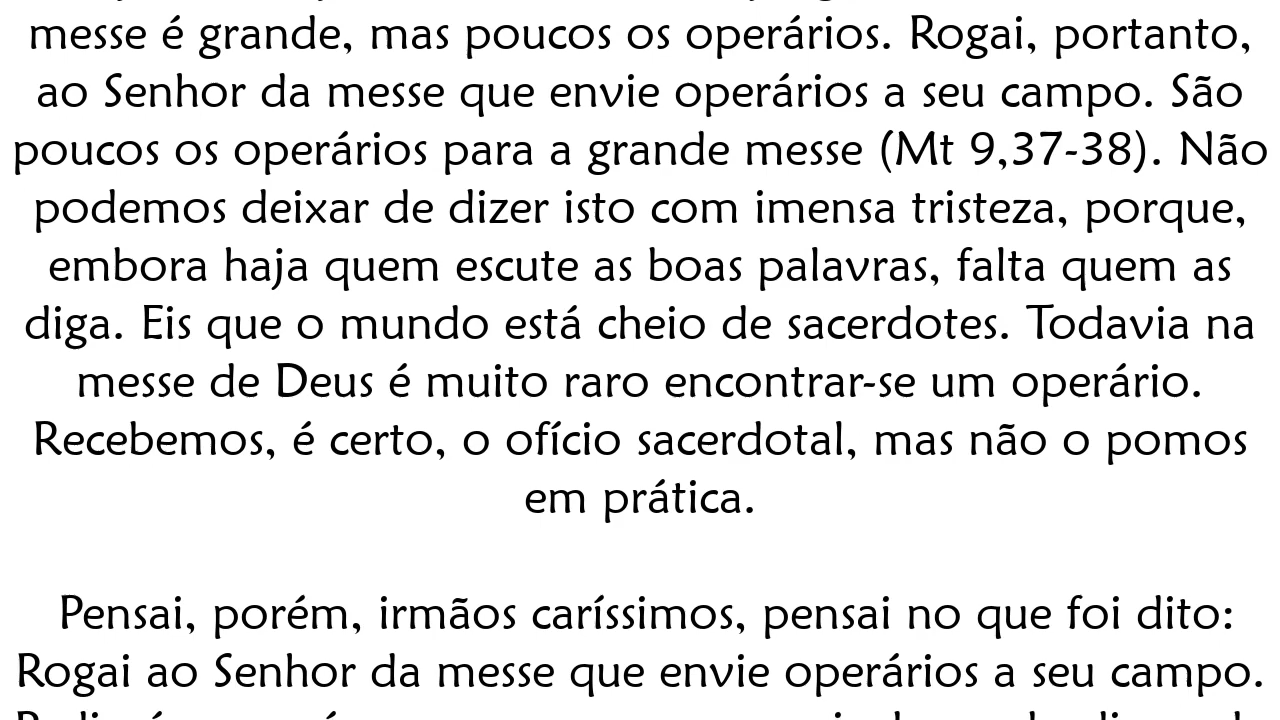 messe é grande, mas poucos os operários. Rogai, portanto,
ao Senhor da messe que envie operários a seu campo. São
poucos os operários para a grande messe (Mt 9,37-38). Não
podemos deixar de dizer isto com imensa tristeza, porque,
embora haja quem escute as boas palavras, falta quem as
diga. Eis que o mundo está cheio de sacerdotes. Todavia na
messe de Deus é muito raro encontrar-se um operário.
Recebemos, é certo, o ofício sacerdotal, mas não o pomos
em prática.
Pensai, porém, irmãos caríssimos, pensai no que foi dito:
Rogai ao Senhor da messe que envie operários a seu campo.